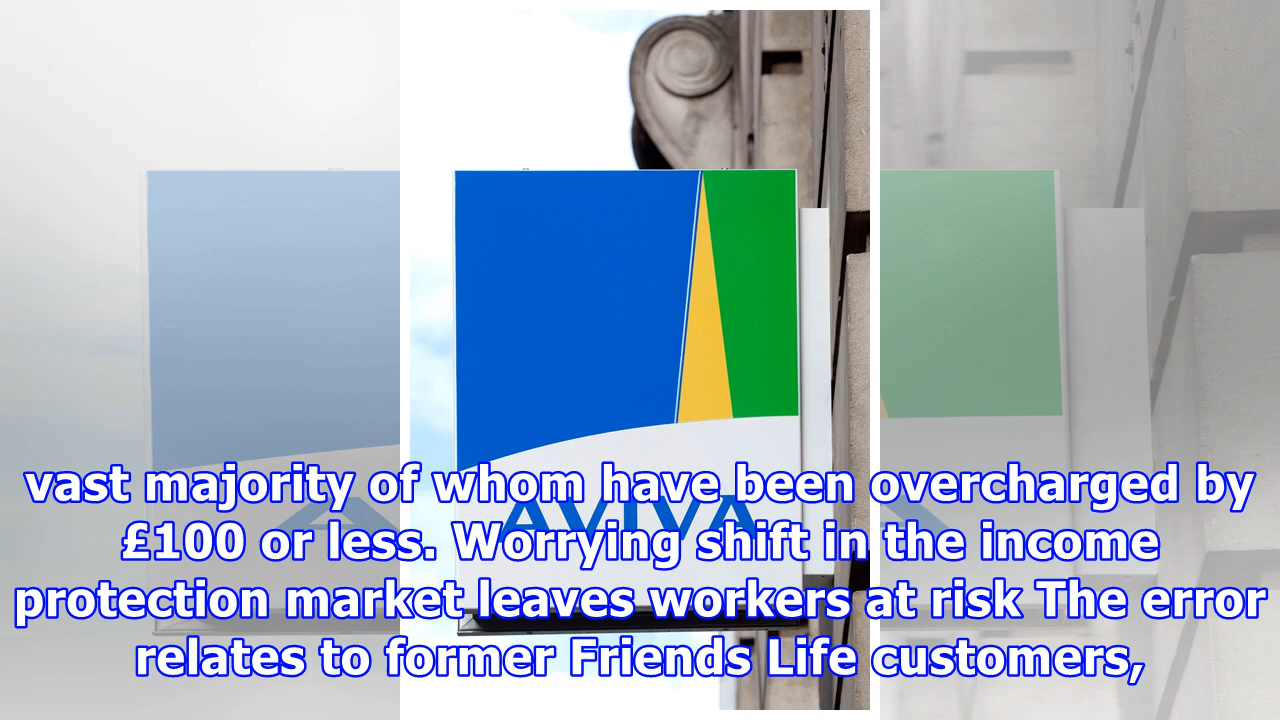 AVIVA
vast majority of whom have been overcharged by
£100 or less. Worrying shift in the income
protection market leaves workers at risk The error
relates to former Friends Life customers,